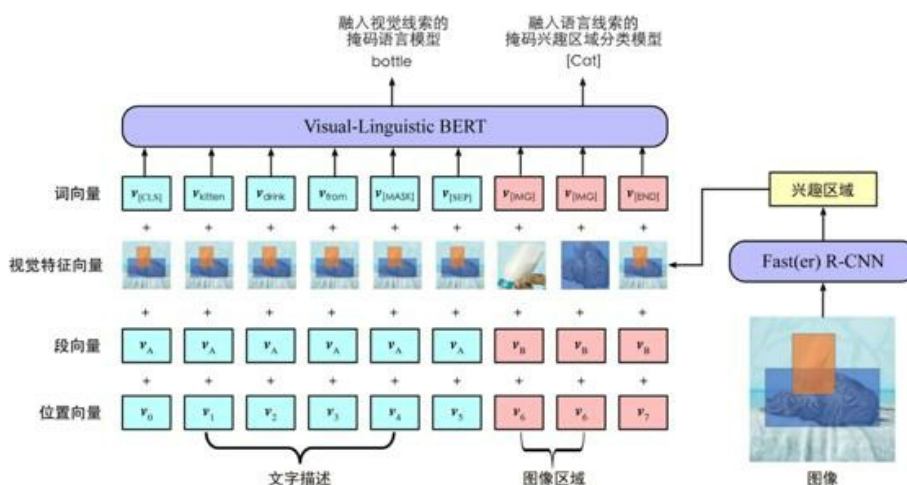 融入视觉线索的
掩码语言模型
bottle
融入语言线索的
掩码兴趣区域分类模型
[Cat]
Visual-Linguistic BERT
词向量
v[CLS] vkitten vdrink vfrom v[MASK] v[SEP] v[IMG] v[IMG] v[END]
兴趣区域
+ + + + + + + + +
视觉特征向量
Fast(er) R-CNN
+ + + + + + + + +
段向量
vA vA vA vA vA vA vB vB vB
+ + + + + + + + +
位置向量
v0 v1 v2 v3 v4 v5 v6 v6 v7
文字描述
图像区域
图像